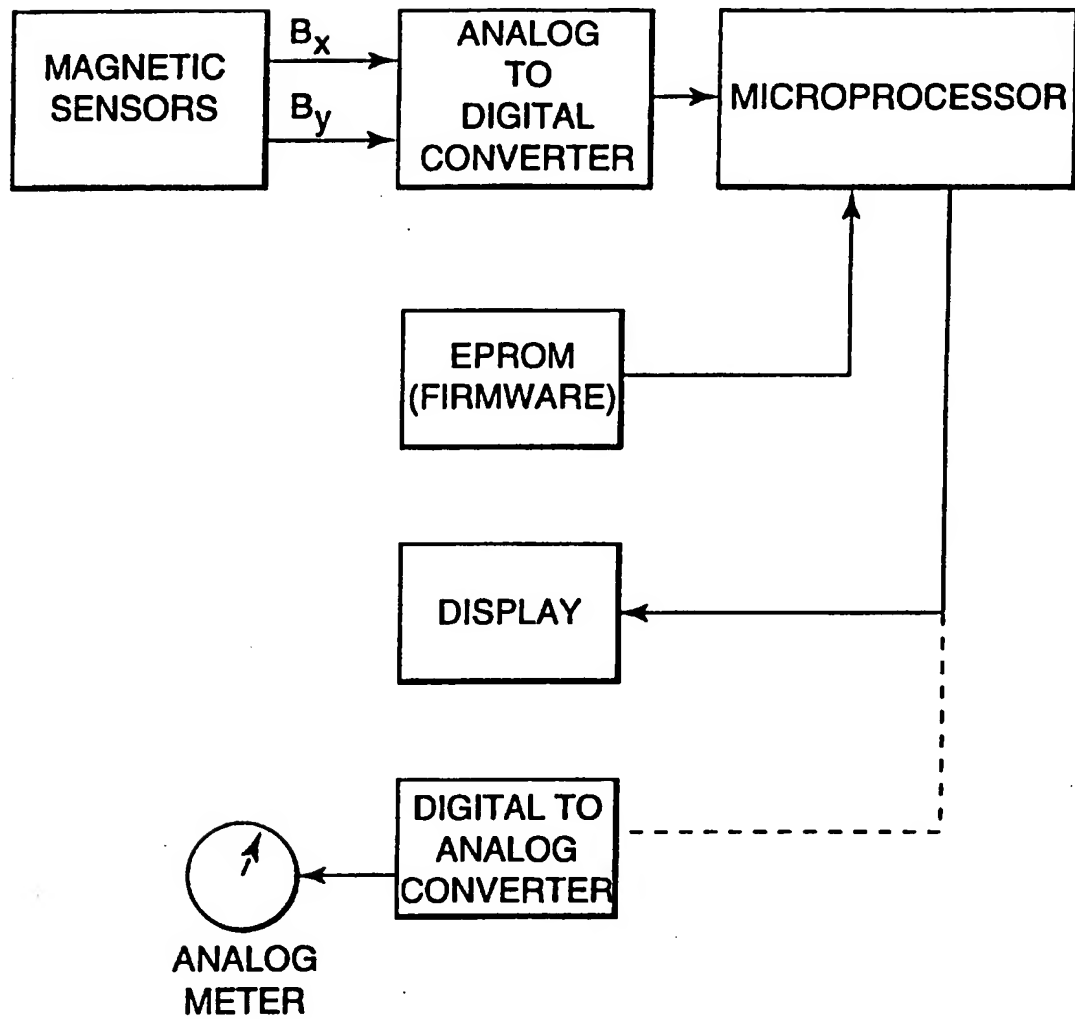 MAGNETIC
SENSORS
Bx
By
ANALOG
TO
DIGITAL
CONVERTER
MICROPROCESSOR
EPROM
(FIRMWARE)
DISPLAY
DIGITAL TO
ANALOG
CONVERTER
ANALOG
METER